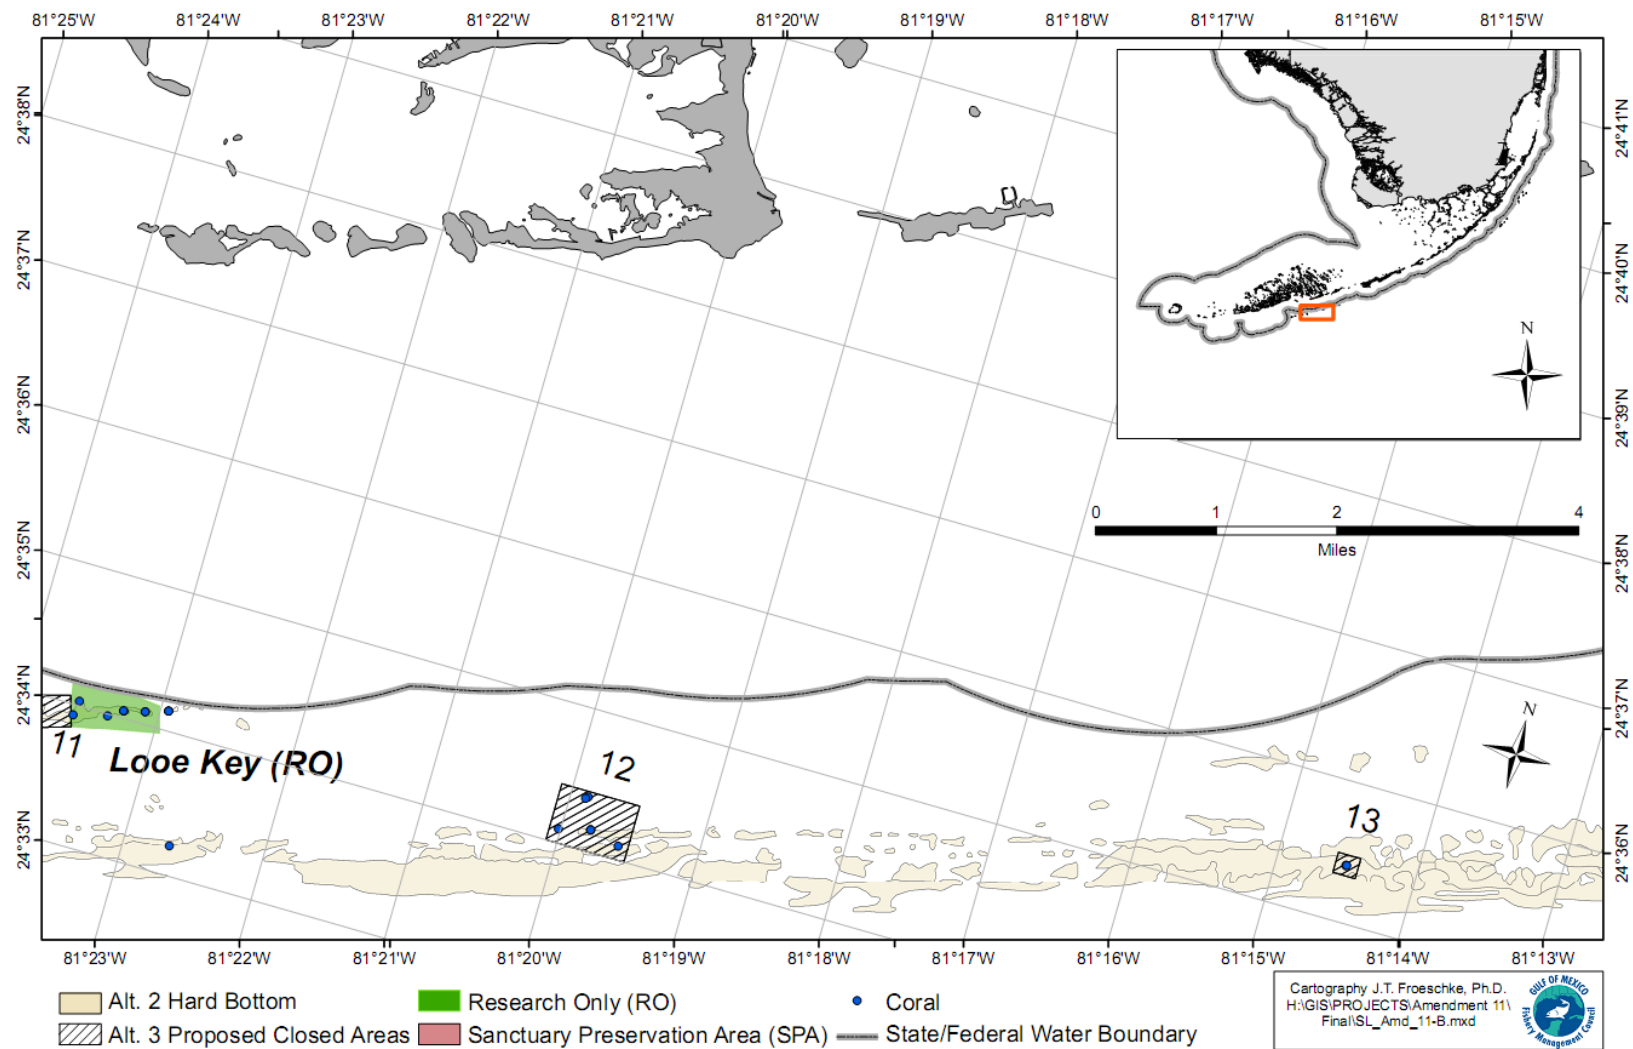 81°25'W 81°24'W 81°23'W 81°22'W 81°21'W 81°20'W 81°19'W 81°18'W 81°17'W 81°16'W 81°15'W
24°38'N
24°37'N
24°36'N
24°35'N
24°34'N
24°33'N
24°41'N
24°40'N
24°39'N
24°38'N
24°37'N
24°36'N
N
0 1 2 4
Miles
N
11
Looe Key (RO)
12
13
81°23'W 81°22'W 81°21'W 81°20'W 81°19'W 81°18'W 81°17'W 81°16'W 81°15'W 81°14'W 81°13'W
Alt. 2 Hard Bottom
Research Only (RO)
Coral
Alt. 3 Proposed Closed Areas
Sanctuary Preservation Area (SPA)
State/Federal Water Boundary
Cartography J.T. Froeschke, Ph.D.
H:\GIS\PROJECTS\Amendment 11\
Final\SL_Amd_11-B.mxd
GULF OF MEXICO
Fishery Management Council